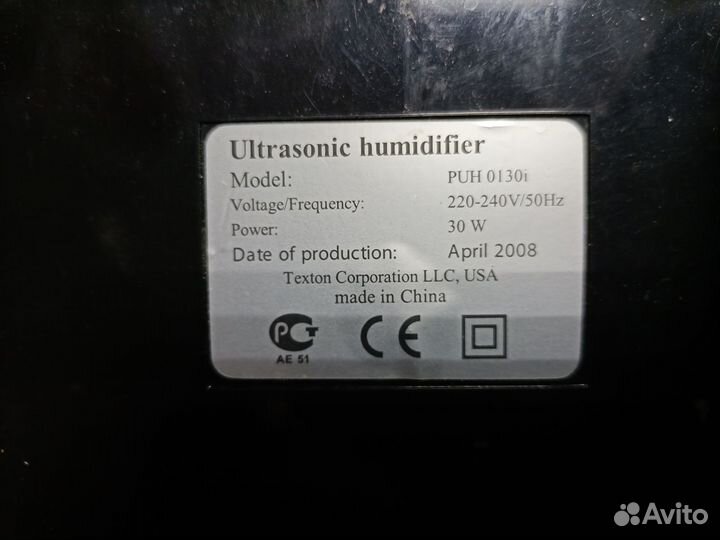 Ultrasonic humidifier
Model: PUH 0130i
Voltage/Frequency: 220-240V/50Hz
Power: 30 W
Date of production: April 2008
Texton Corporation LLC, USA
made in China
РСТ CE
AE 51
Avito